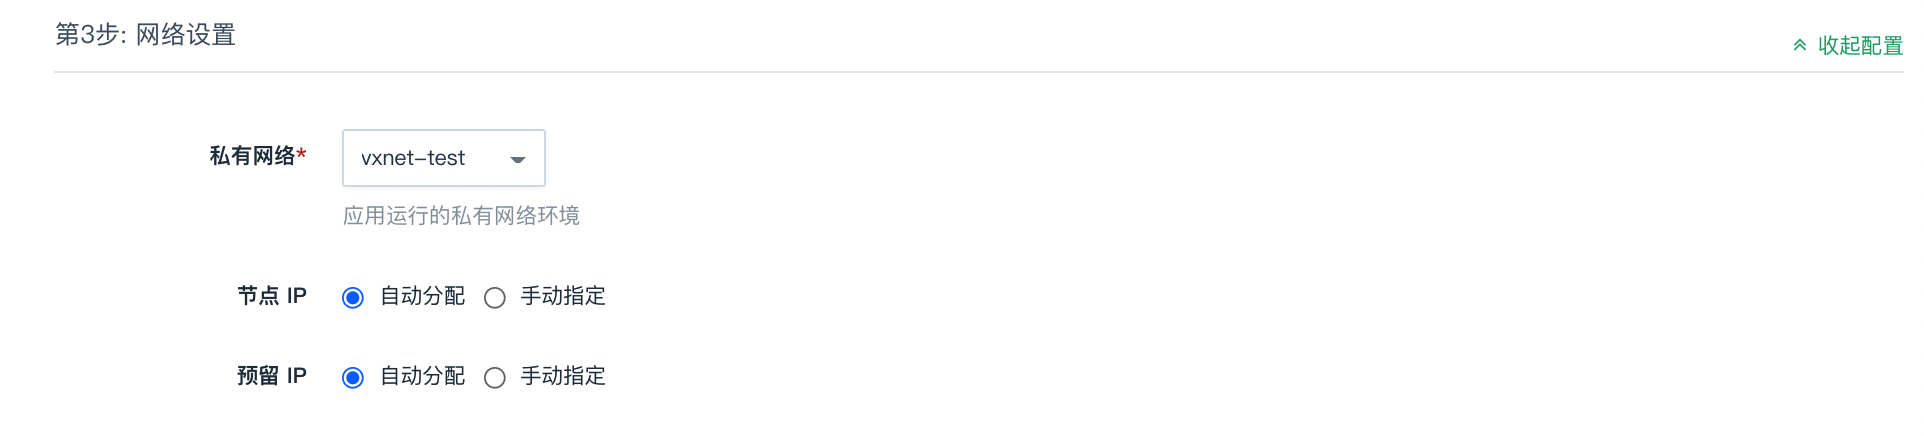 第3步: 网络设置
收起配置
私有网络* vxnet-test
应用运行的私有网络环境
节点 IP 自动分配 手动指定
预留 IP 自动分配 手动指定